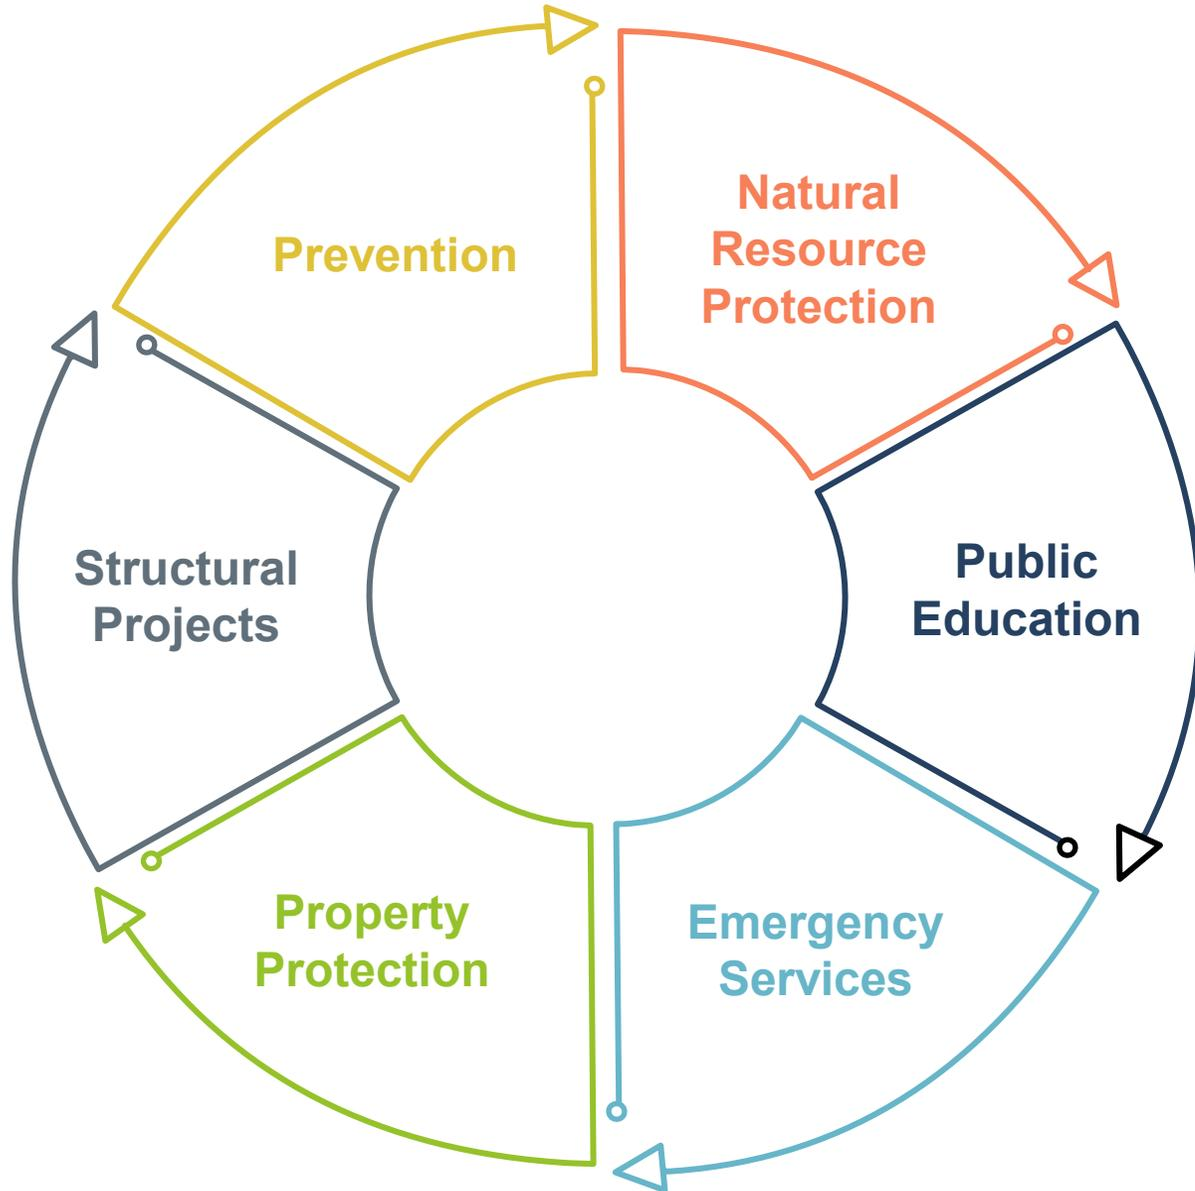 Prevention
Natural
Resource
Protection
Structural
Projects
Public
Education
Property
Protection
Emergency
Services